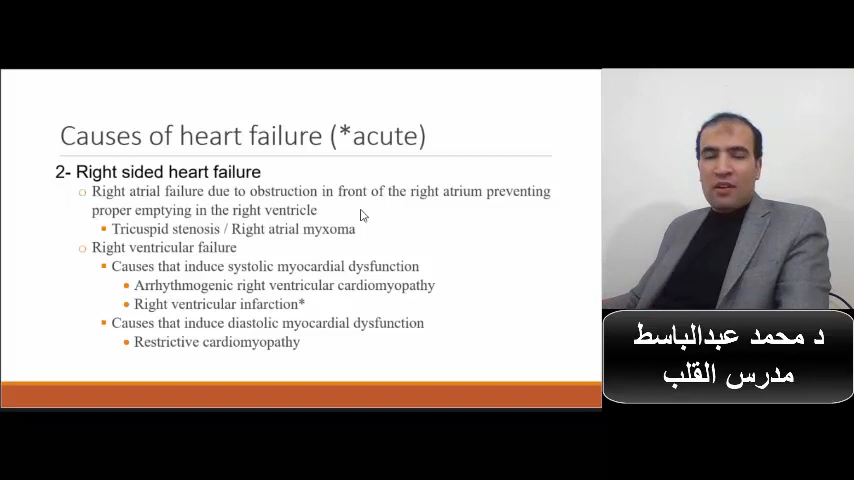 Causes of heart failure (*acute)
2- Right sided heart failure
Right atrial failure due to obstruction in front of the right atrium preventing
proper emptying in the right ventricle
Tricuspid stenosis / Right atrial myxoma
Right ventricular failure
Causes that induce systolic myocardial dysfunction
Arrhythmogenic right ventricular cardiomyopathy
Right ventricular infarction*
Causes that induce diastolic myocardial dysfunction
Restrictive cardiomyopathy
د محمد عبدالباسط
مدرس القلب